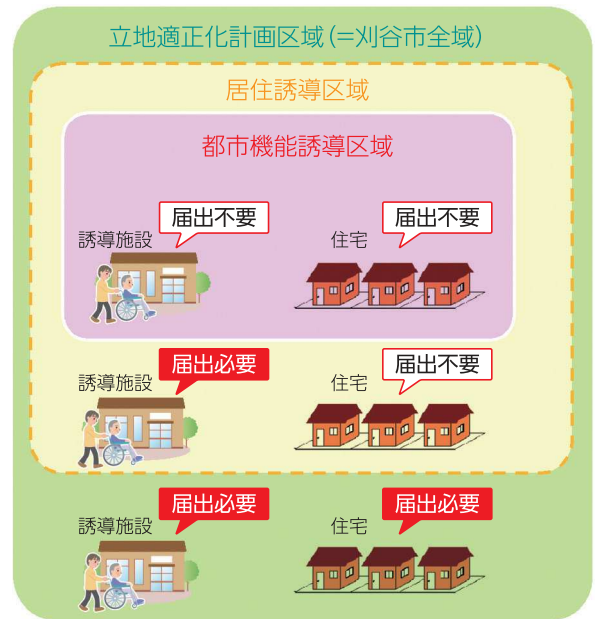 立地適正化計画区域(=刈谷市全域)
居住誘導区域
都市機能誘導区域
届出不要
届出不要
誘導施設
住宅
届出必要
届出不要
誘導施設
住宅
届出必要
届出必要
誘導施設
住宅